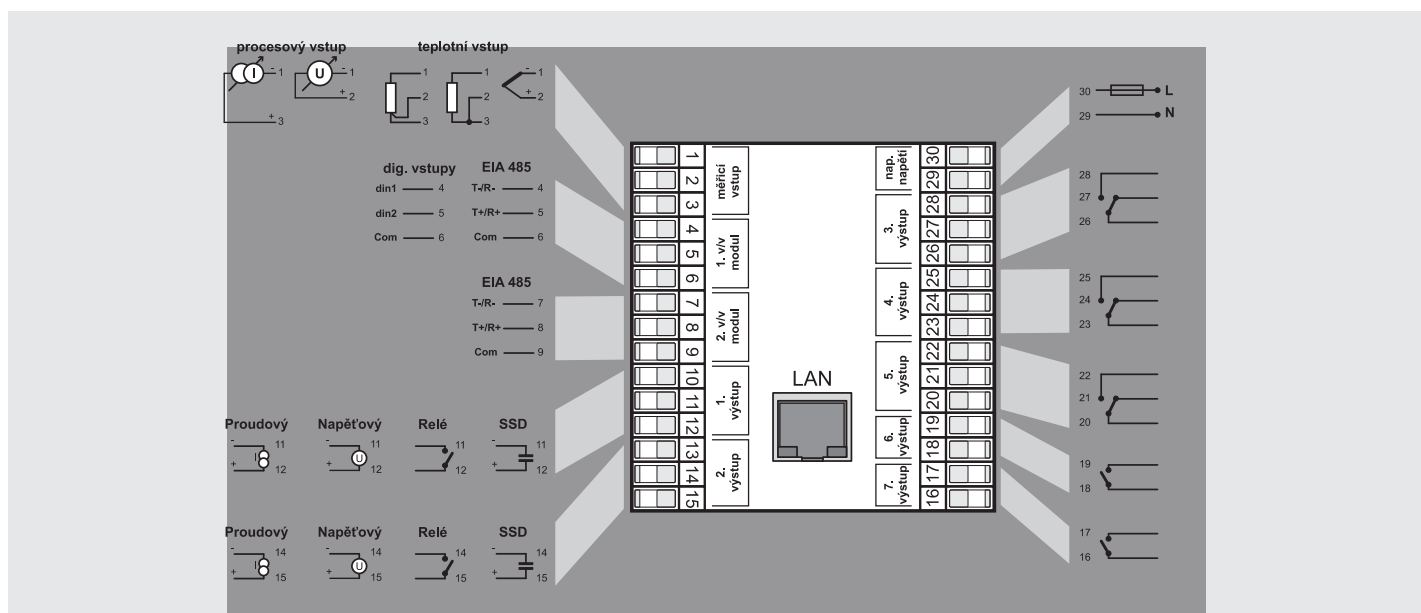 procesový vstup
teplotní vstup
I
- 1
+ 3
U
- 1
+ 2
1
2
3
1
2
3
- 1
+ 2
dig. vstupy
din1 4
din2 5
Com 6
EIA 485
T-/R- 4
T+/R+ 5
Com 6
EIA 485
T-/R- 7
T+/R+ 8
Com 9
Proudový
- 11
I
+ 12
Napěťový
- 11
U
+ 12
Relé
11
12
SSD
- 11
+ 12
Proudový
- 14
I
+ 15
Napěťový
- 14
U
+ 15
Relé
14
15
SSD
- 14
+ 15
1
2
3
4
5
6
7
8
9
10
11
12
13
14
15
měřicí
vstup
1. v/v
modul
2. v/v
modul
1.
výstup
2.
výstup
LAN
nap.
napětí
3.
výstup
4.
výstup
5.
výstup
6.
výstup
7.
výstup
30
29
28
27
26
25
24
23
22
21
20
19
18
17
16
30 L
29 N
28
27
26
25
24
23
22
21
20
19
18
17
16